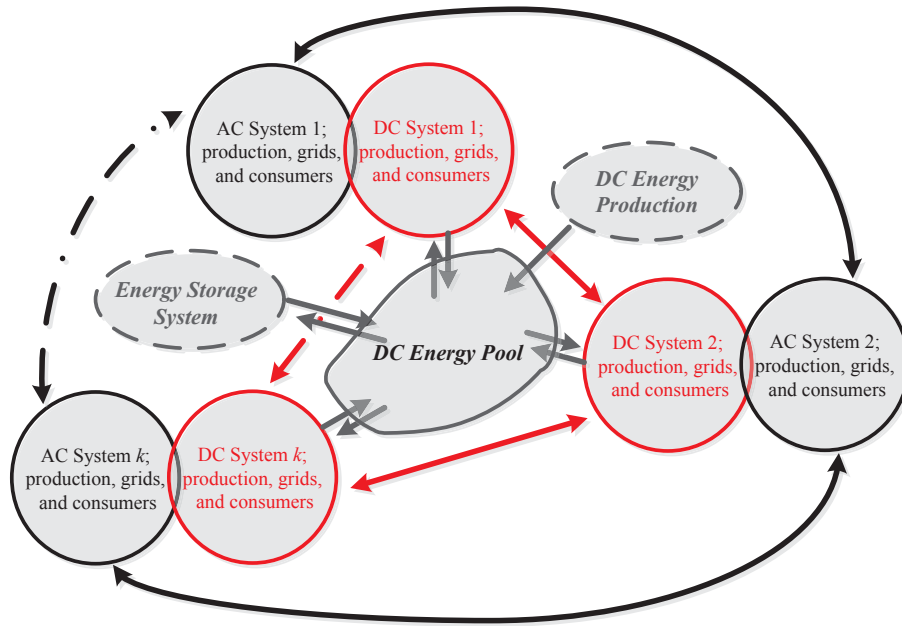 AC System 1;
production, grids,
and consumers
DC System 1;
production, grids,
and consumers
DC Energy
Production
Energy Storage
System
DC Energy Pool
DC System 2;
production, grids,
and consumers
AC System 2;
production, grids,
and consumers
AC System k;
production, grids,
and consumers
DC System k;
production, grids,
and consumers